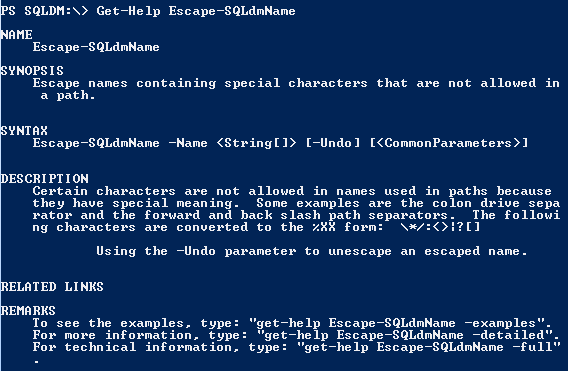 PS SQLDM:\> Get-Help Escape-SQLdmName
NAME
Escape-SQLdmName
SYNOPSIS
Escape names containing special characters that are not allowed in
a path.
SYNTAX
Escape-SQLdmName -Name <String[]> [-Undo] [<CommonParameters>]
DESCRIPTION
Certain characters are not allowed in names used in paths because
they have special meaning.  Some examples are the colon drive sepa
rator and the forward and back slash path separators.  The followi
ng characters are converted to the %XX form:  \*/:<>|?[]
Using the -Undo parameter to unescape an escaped name.
RELATED LINKS
REMARKS
To see the examples, type: "get-help Escape-SQLdmName -examples".
For more information, type: "get-help Escape-SQLdmName -detailed".
For technical information, type: "get-help Escape-SQLdmName -full"
.